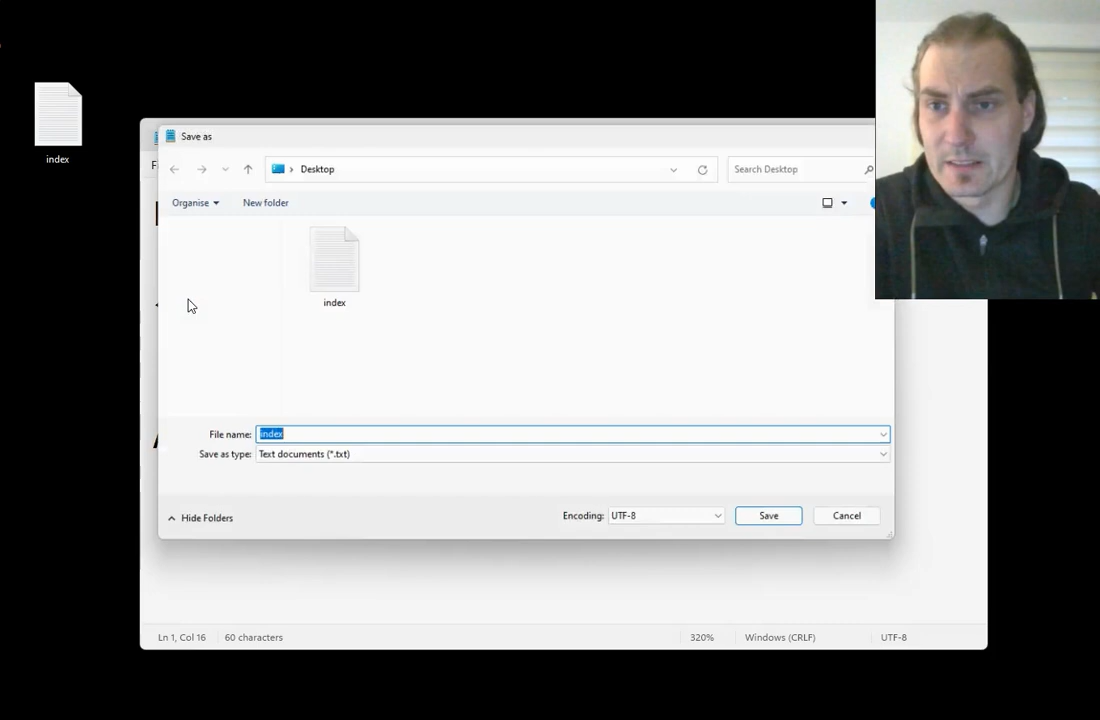 index
Save as
Desktop
Search Desktop
Organise
New folder
index
File name: index
Save as type: Text documents (*.txt)
Hide Folders
Encoding: UTF-8
Save
Cancel
Ln 1, Col 16
60 characters
320%
Windows (CRLF)
UTF-8